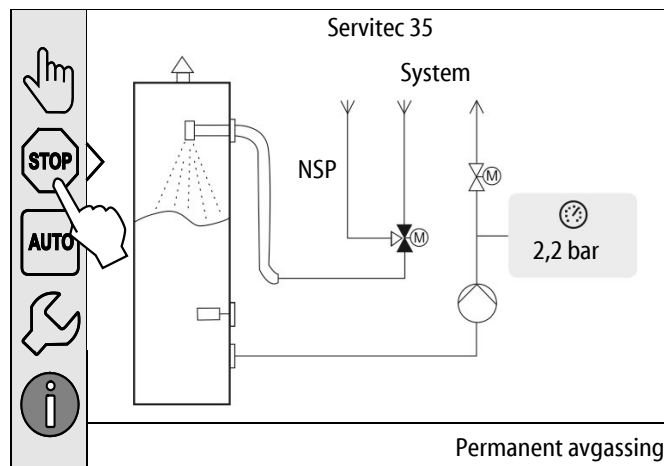 Servitec 35
System
STOP
NSP
M
AUTO
M
2,2 bar
i
Permanent avgassing